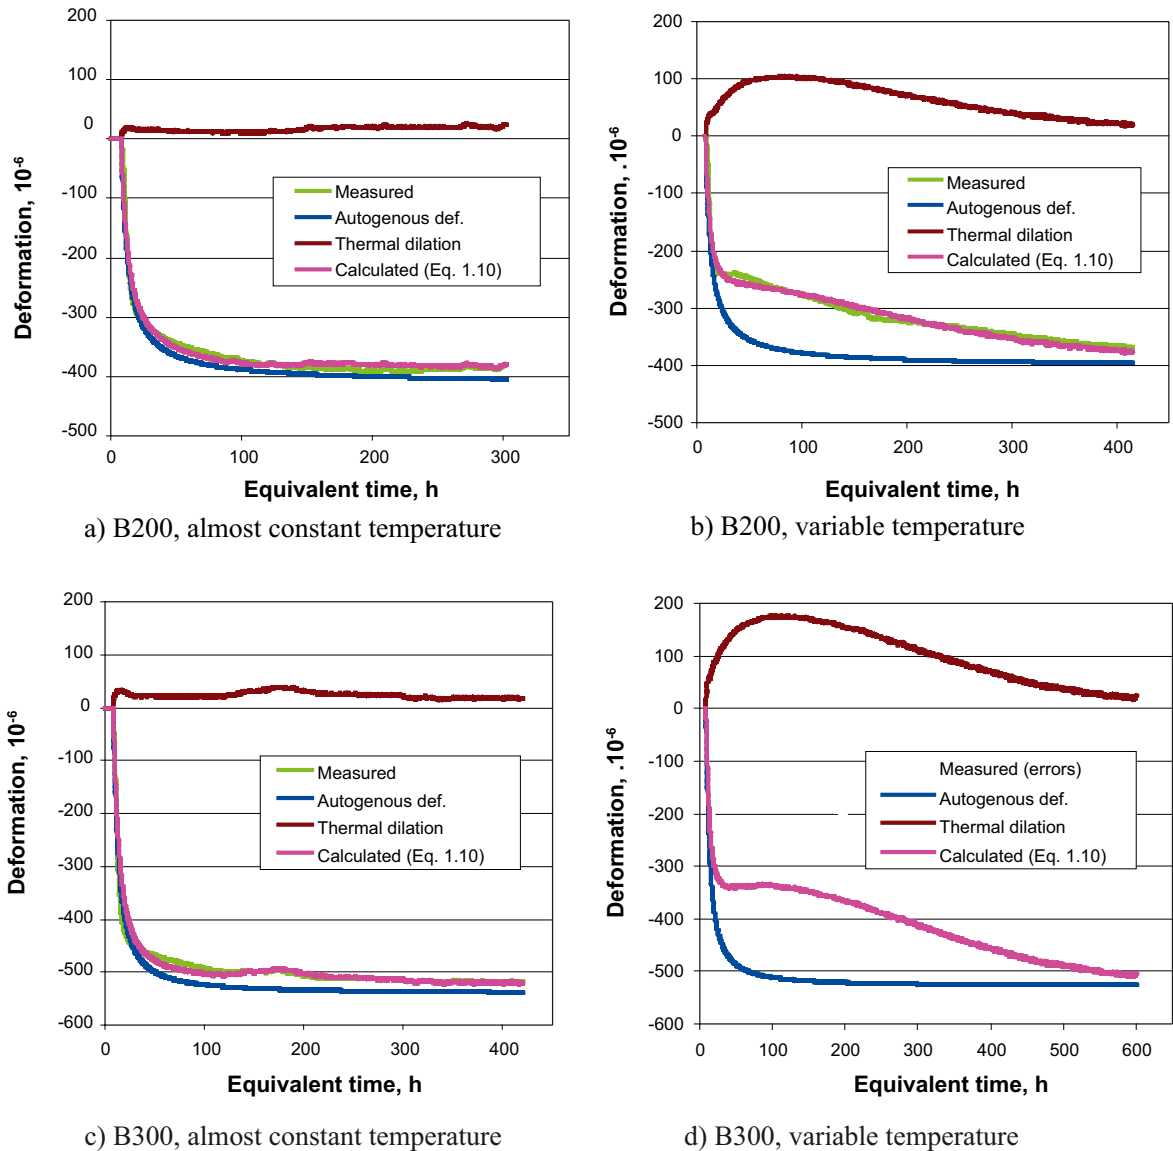 200
100
0
-100
-200
-300
-400
-500
Deformation, 10-6
Measured
Autogenous def.
Thermal dilation
Calculated (Eq. 1.10)
0 100 200 300
Equivalent time, h
a) B200, almost constant temperature
200
100
0
-100
-200
-300
-400
-500
Deformation, .10-6
Measured
Autogenous def.
Thermal dilation
Calculated (Eq. 1.10)
0 100 200 300 400
Equivalent time, h
b) B200, variable temperature
200
100
0
-100
-200
-300
-400
-500
-600
Deformation, 10-6
Measured
Autogenous def.
Thermal dilation
Calculated (Eq. 1.10)
0 100 200 300 400
Equivalent time, h
c) B300, almost constant temperature
200
100
0
-100
-200
-300
-400
-500
-600
Deformation, .10-6
Measured (errors)
Autogenous def.
Thermal dilation
Calculated (Eq. 1.10)
0 100 200 300 400 500 600
Equivalent time, h
d) B300, variable temperature